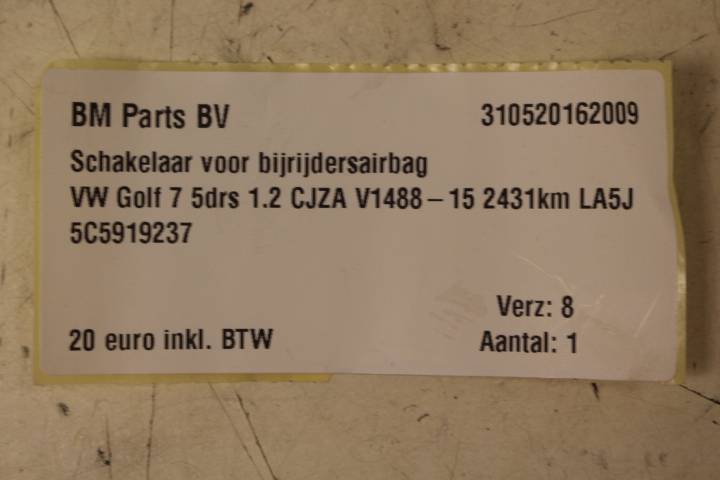 BM Parts BV 310520162009
Schakelaar voor bijrijdersairbag
VW Golf 7 5drs 1.2 CJZA V1488 – 15 2431km LA5J
5C5919237
Verz: 8
20 euro inkl. BTW Aantal: 1